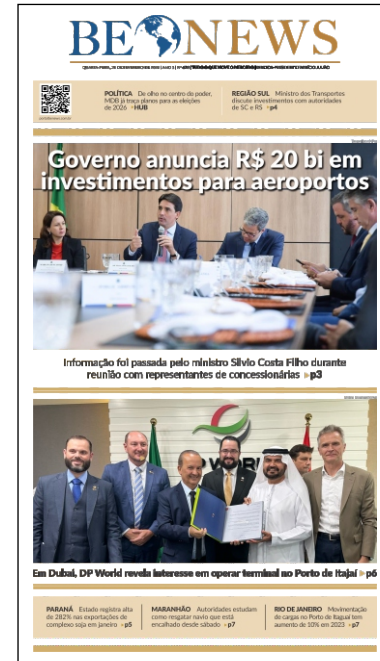 BE NEWS
POLÍTICA De olho no centro do poder,
MDB já traça planos para as eleições
de 2026 ▸HUB
REGIÃO SUL Ministro dos Transportes
discute investimentos com autoridades
de SC e RS ▸p4
Governo anuncia R$ 20 bi em
investimentos para aeroportos
Informação foi passada pelo ministro Silvio Costa Filho durante
reunião com representantes de concessionárias ▸p3
Em Dubai, DP World revela interesse em operar terminal no Porto de Itajaí ▸p6
PARANÁ Estado registra alta
de 282% nas exportações de
complexo soja em janeiro ▸p5
MARANHÃO Autoridades estudam
como resgatar navio que está
encalhado desde sábado ▸p7
RIO DE JANEIRO Movimentação
de cargas no Porto de Itaguaí tem
aumento de 10% em 2023 ▸p7